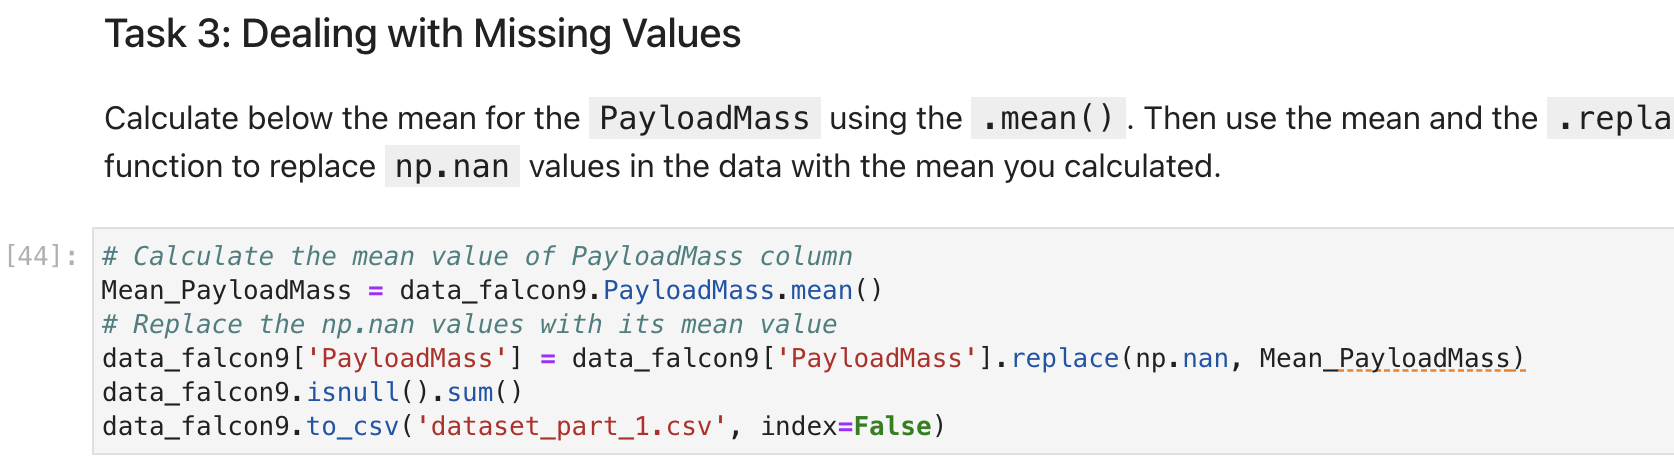 Task 3: Dealing with Missing Values
Calculate below the mean for the PayloadMass using the .mean(). Then use the mean and the .repla
function to replace np.nan values in the data with the mean you calculated.
[44]:
# Calculate the mean value of PayloadMass column
Mean_PayloadMass = data_falcon9.PayloadMass.mean()
# Replace the np.nan values with its mean value
data_falcon9['PayloadMass'] = data_falcon9['PayloadMass'].replace(np.nan, Mean_PayloadMass)
data_falcon9.isnull().sum()
data_falcon9.to_csv('dataset_part_1.csv', index=False)